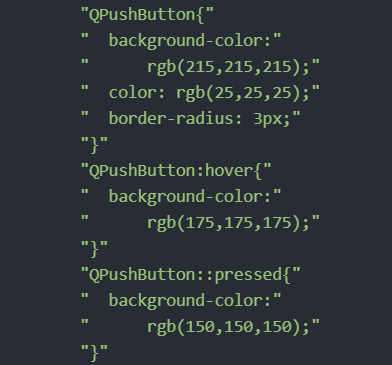 "QPushButton{"
"  background-color:"
"      rgb(215,215,215);"
"  color: rgb(25,25,25);"
"  border-radius: 3px;"
"}"
"QPushButton:hover{"
"  background-color:"
"      rgb(175,175,175);"
"}"
"QPushButton::pressed{"
"  background-color:"
"      rgb(150,150,150);"
"}"